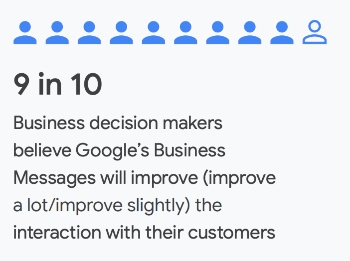 9 in 10
Business decision makers
believe Google’s Business
Messages will improve (improve
a lot/improve slightly) the
interaction with their customers